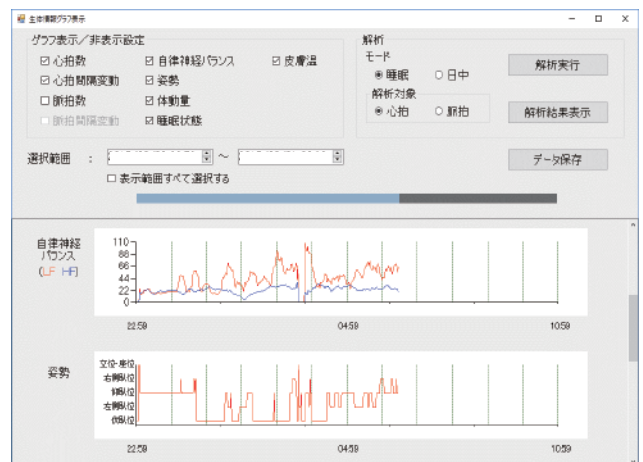 生体情報グラフ表示
グラフ表示／非表示設定
☑ 心拍数 ☑ 自律神経バランス ☑ 皮膚温
☑ 心拍間隔変動 ☑ 姿勢
☐ 脈拍数 ☑ 体動量
☐ 脈拍間隔変動 ☑ 睡眠状態
解析
モード
睡眠 日中
解析対象
心拍 脈拍
解析実行
解析結果表示
選択範囲 : ～
データ保存
☐ 表示範囲すべて選択する
自律神経
バランス
(LF HF)
110
88
66
44
22
0
22:59 04:59 10:59
姿勢
立位・座位
右側臥位
仰臥位
左側臥位
伏臥位
22:59 04:59 10:59